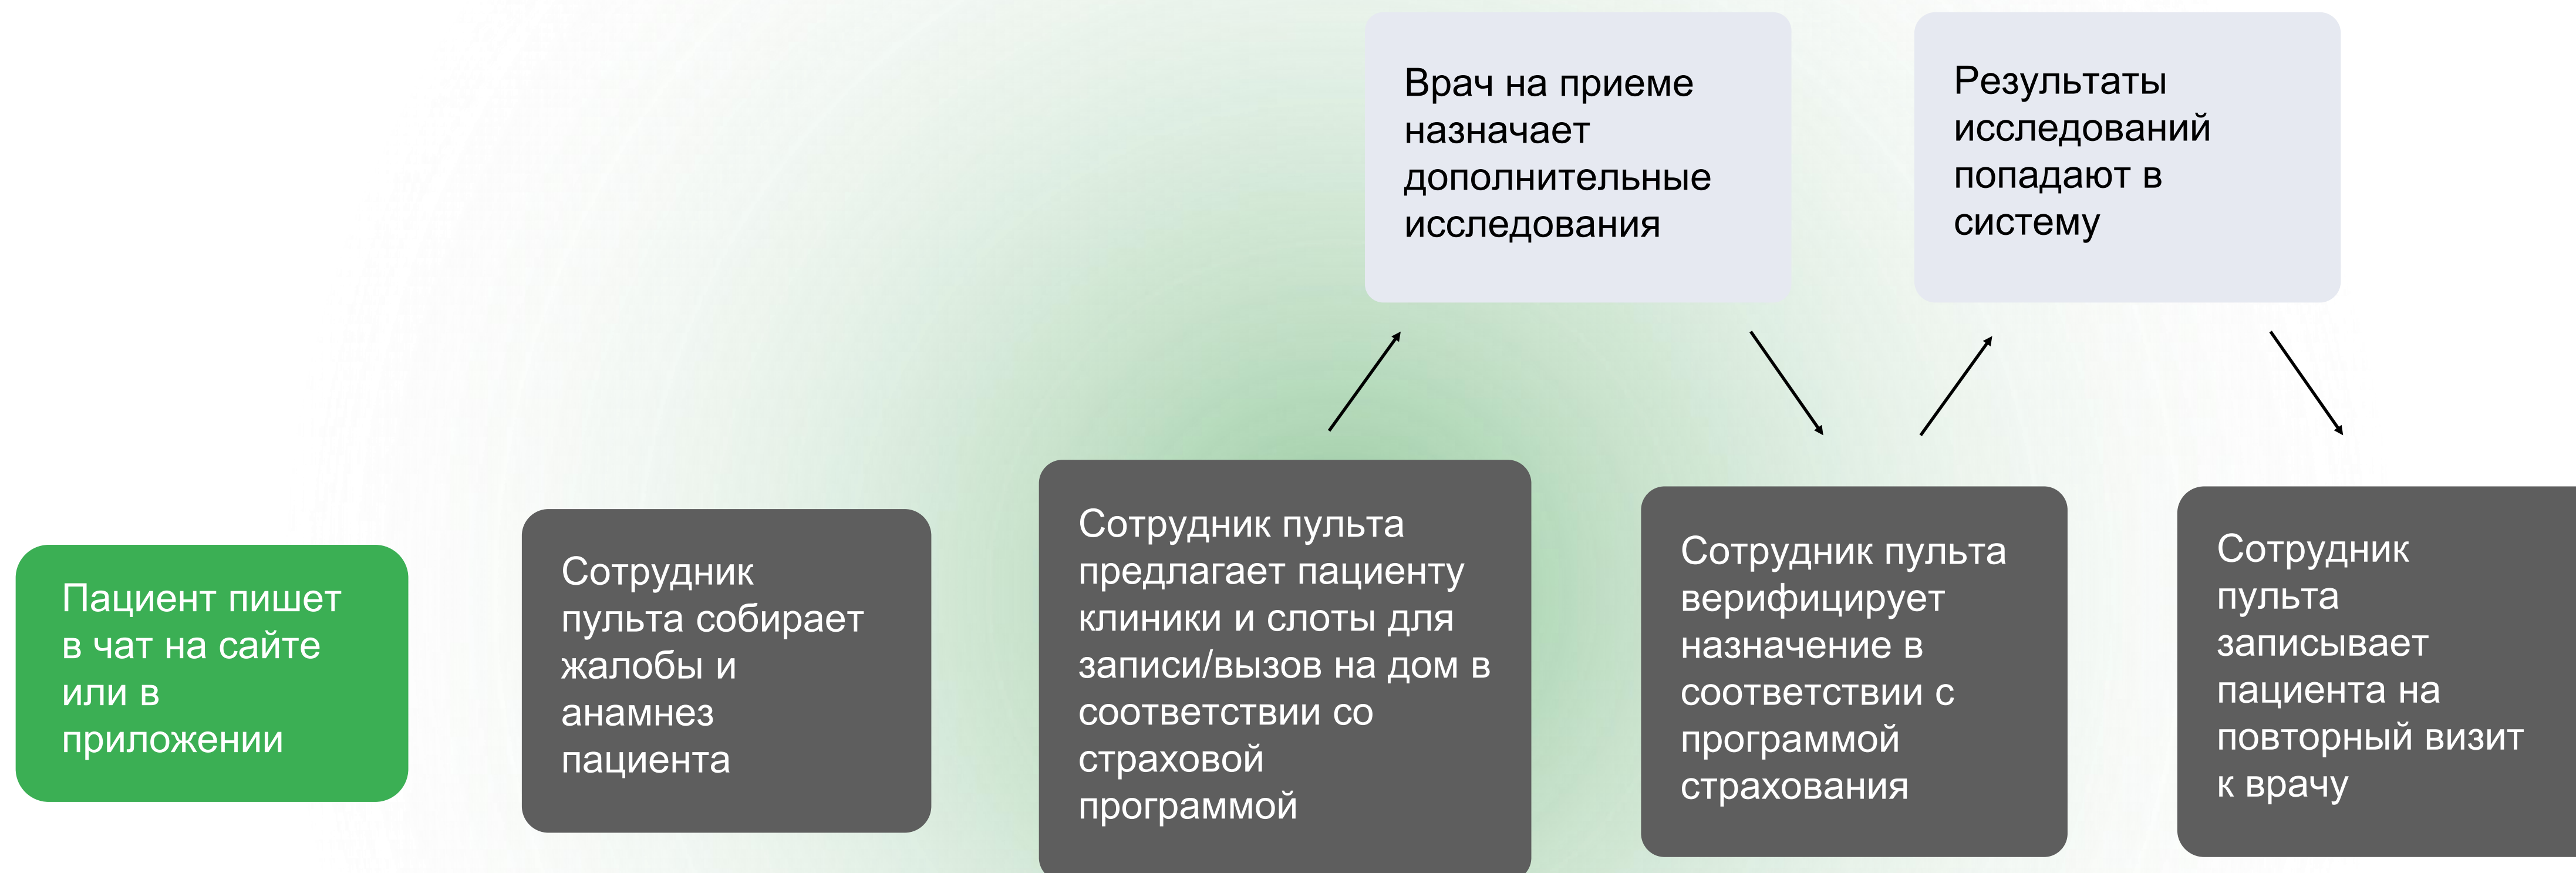 Врач на приеме
назначает
дополнительные
исследования
Результаты
исследований
попадают в
систему
Пациент пишет
в чат на сайте
или в
приложении
Сотрудник
пульта собирает
жалобы и
анамнез
пациента
Сотрудник пульта
предлагает пациенту
клиники и слоты для
записи/вызов на дом в
соответствии со
страховой
программой
Сотрудник пульта
верифицирует
назначение в
соответствии с
программой
страхования
Сотрудник
пульта
записывает
пациента на
повторный визит
к врачу